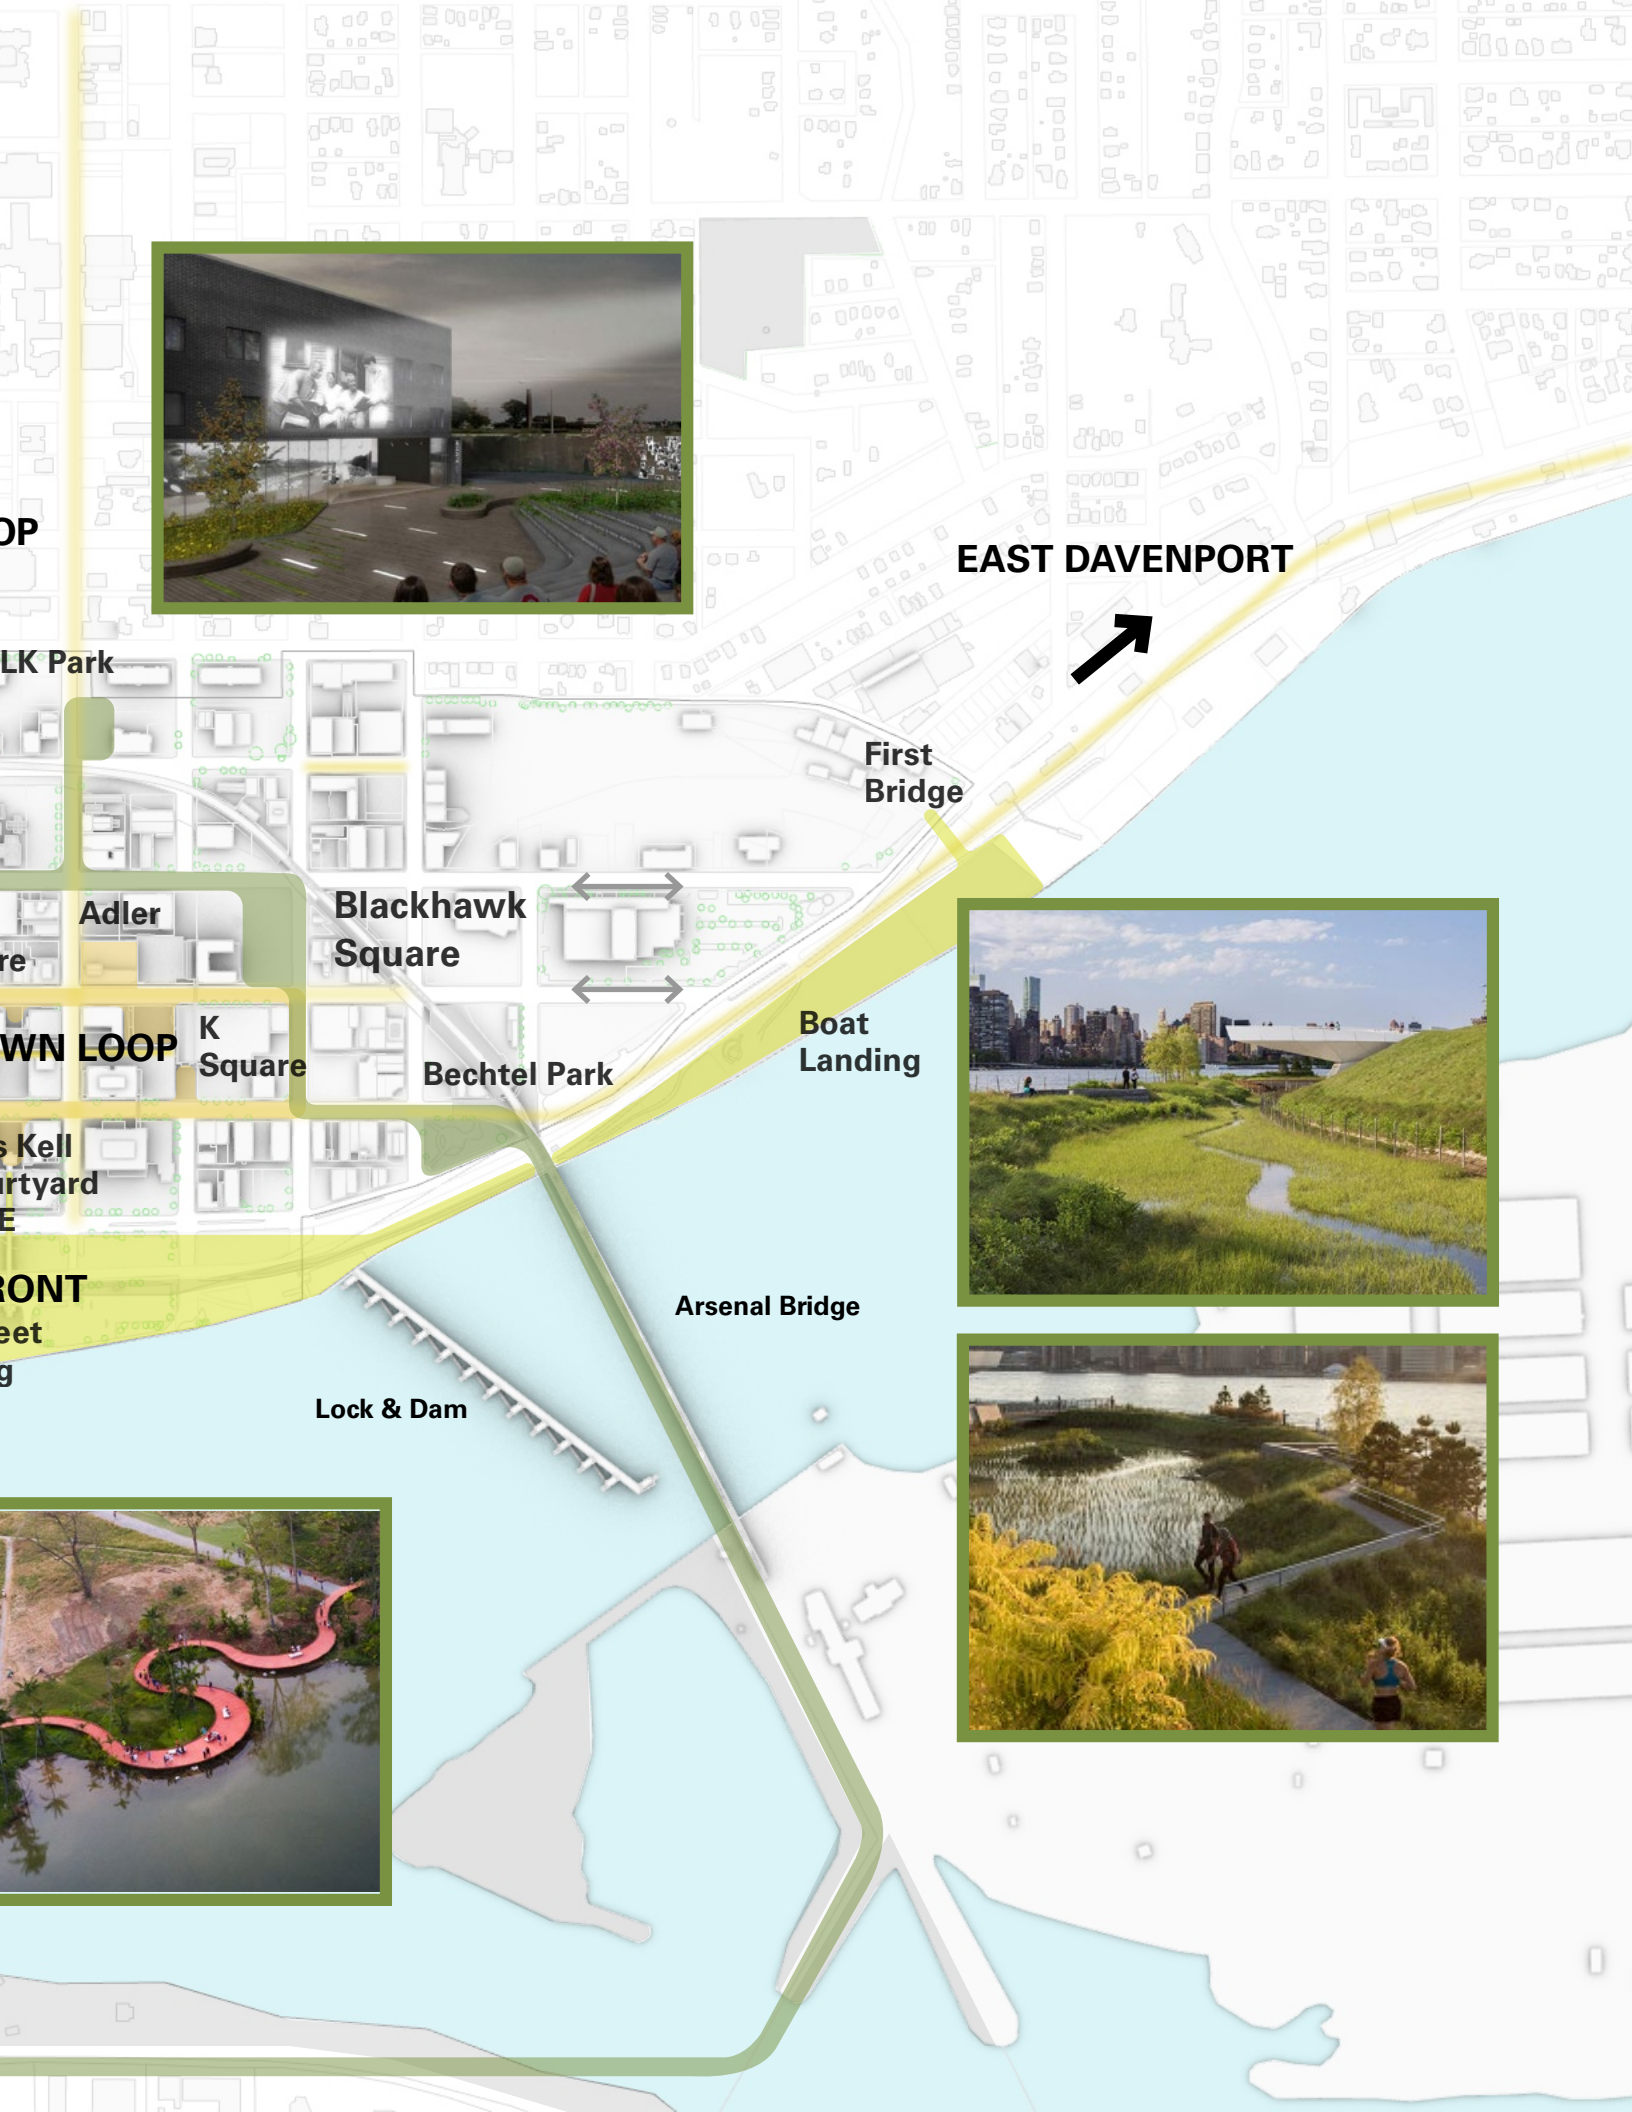 OP
EAST DAVENPORT
LK Park
First
Bridge
Blackhawk
Square
Adler
re
K
Square
WN LOOP
Boat
Landing
Bechtel Park
s Kell
urtyard
E
RONT
eet
g
Arsenal Bridge
Lock & Dam